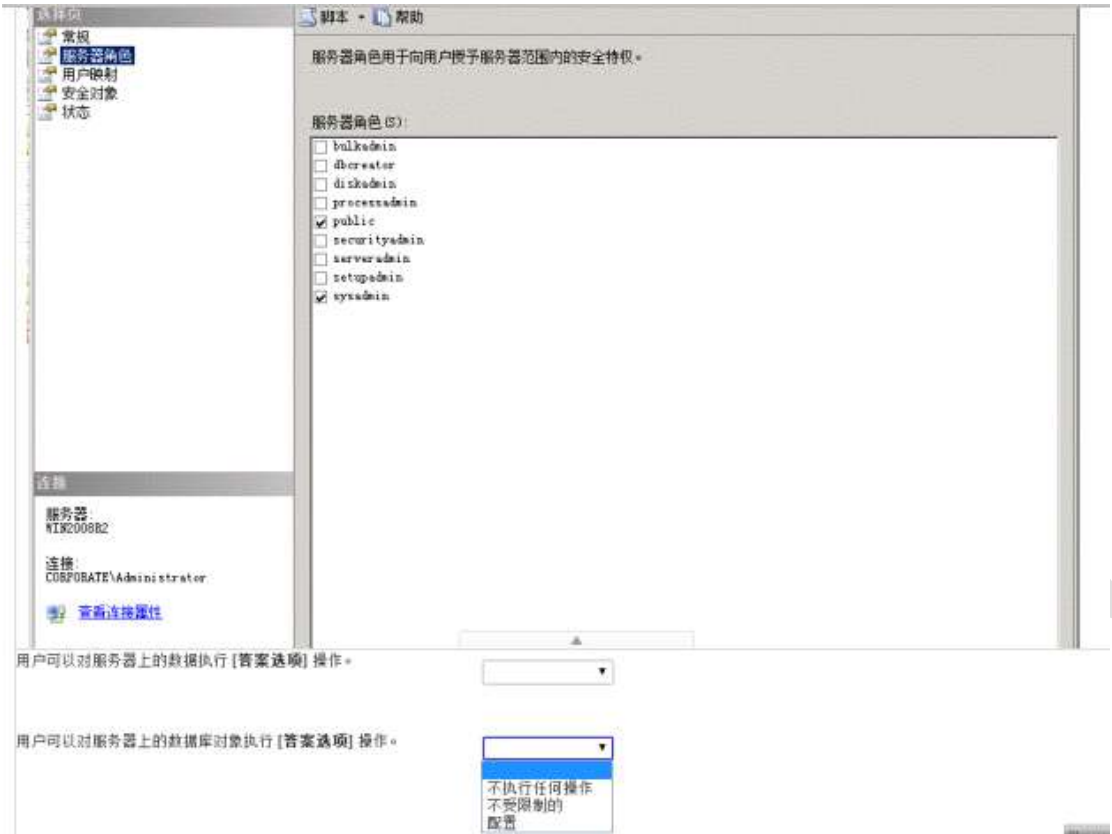 选择页
常规
服务器角色
用户映射
安全对象
状态
脚本
帮助
服务器角色用于向用户授予服务器范围内的安全特权。
服务器角色(S):
bulkadmin
dbcreator
diskadmin
processadmin
public
securityadmin
serveradmin
setupadmin
sysadmin
连接
服务器:
WIN2008R2
连接:
CORPORATE\Administrator
查看连接属性
用户可以对服务器上的数据执行 [答案选项] 操作。
用户可以对服务器上的数据库对象执行 [答案选项] 操作。
不执行任何操作
不受限制的
配置